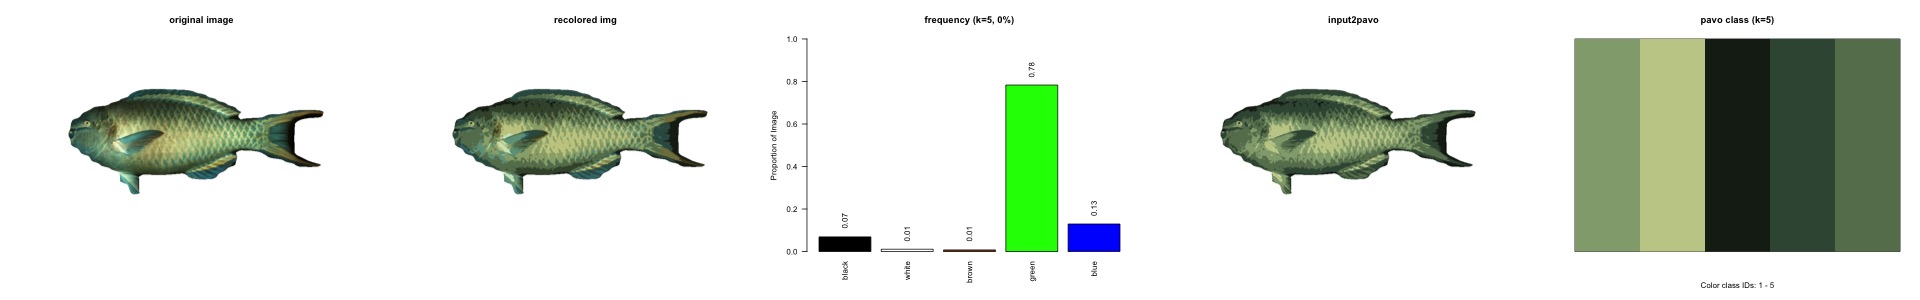 original image
recolored img
frequency (k=5, 0%)
input2pavo
pavo class (k=5)
Proportion of Image
1.0
0.8
0.6
0.4
0.2
0.0
0.07
0.01
0.01
0.78
0.13
black
white
brown
green
blue
Color class IDs: 1 - 5